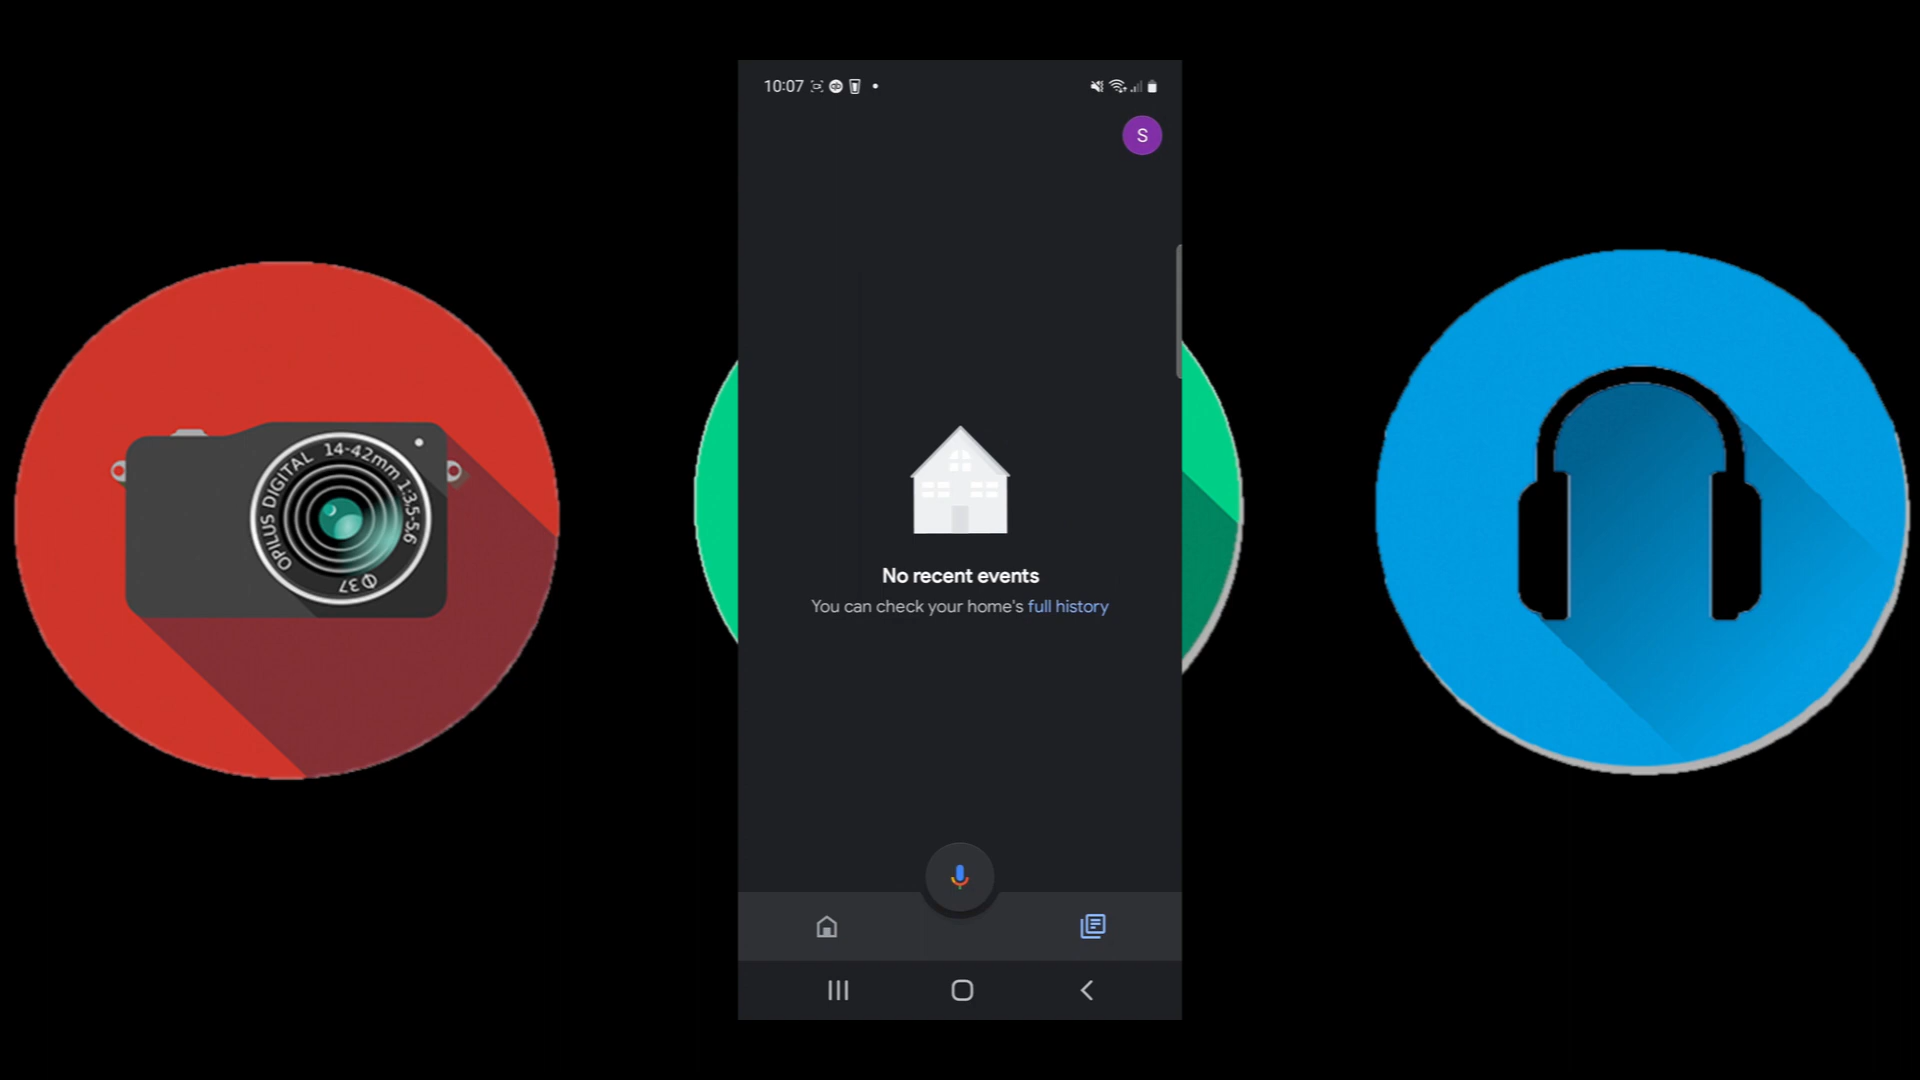 10:07
S
OPILUS DIGITAL 14-42mm 1:3,5-5,6
Φ37
No recent events
You can check your home's full history